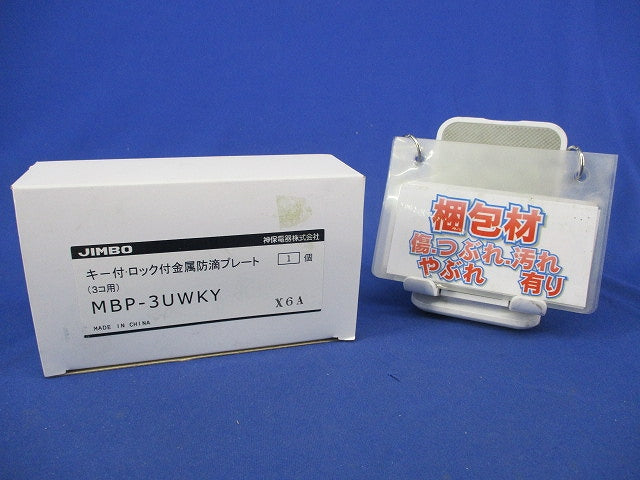 JIMBO 神保電器株式会社
キー付・ロック付金属防滴プレート 1 個
(3コ用)
MBP-3UWKY X6A
MADE IN CHINA
梱包材
傷・つぶれ・汚れ
やぶれ 有り